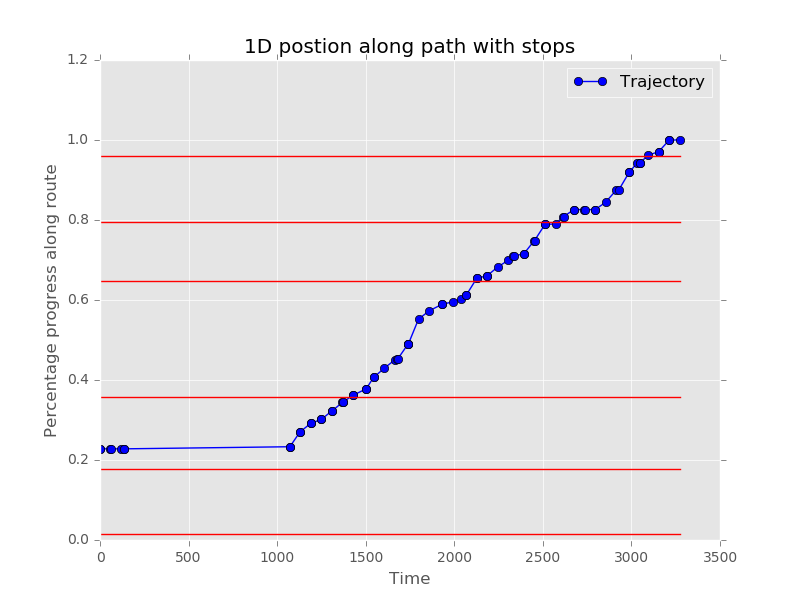 1D postion along path with stops
Trajectory
Percentage progress along route
1.2
1.0
0.8
0.6
0.4
0.2
0.0
0 500 1000 1500 2000 2500 3000 3500
Time